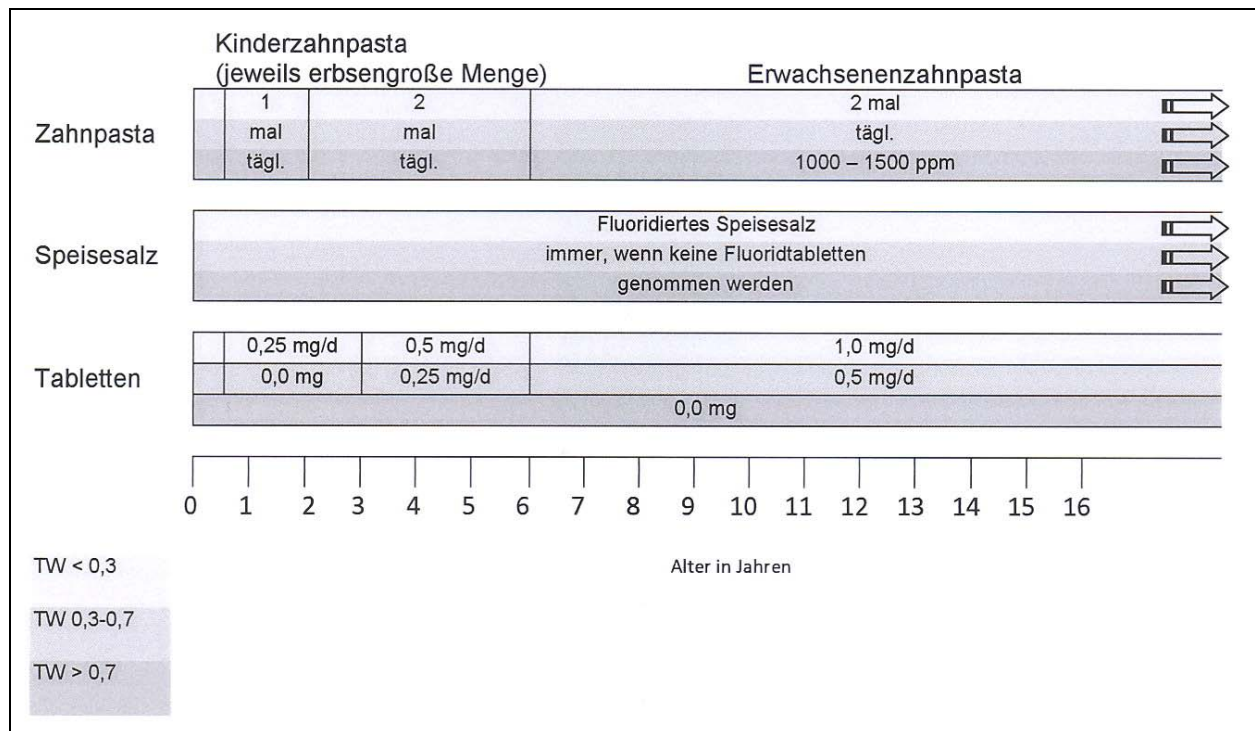 Kinderzahnpasta
(jeweils erbsengroße Menge)
Erwachsenenzahnpasta
Zahnpasta
1
mal
tägl.
2
mal
tägl.
2 mal
tägl.
1000 – 1500 ppm
Speisesalz
Fluoridiertes Speisesalz
immer, wenn keine Fluoridtabletten
genommen werden
Tabletten
0,25 mg/d 0,5 mg/d 1,0 mg/d
0,0 mg 0,25 mg/d 0,5 mg/d
0,0 mg
0 1 2 3 4 5 6 7 8 9 10 11 12 13 14 15 16
Alter in Jahren
TW < 0,3
TW 0,3-0,7
TW > 0,7